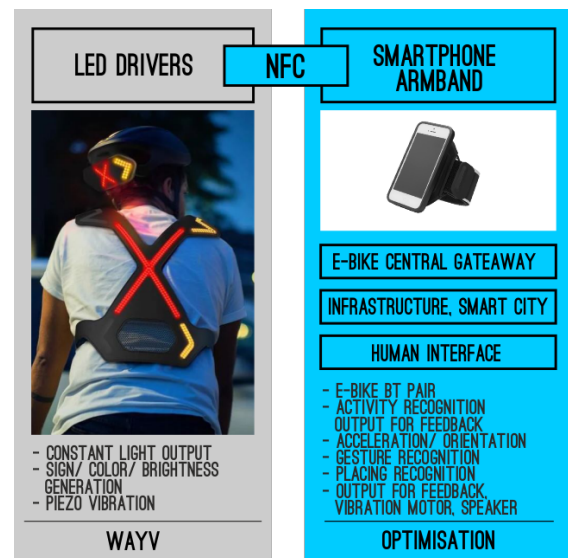 LED DRIVERS
NFC
SMARTPHONE
ARMBAND
E-BIKE CENTRAL GATEAWAY
INFRASTRUCTURE, SMART CITY
HUMAN INTERFACE
- CONSTANT LIGHT OUTPUT
- SIGN/ COLOR/ BRIGHTNESS
GENERATION
- PIEZO VIBRATION
WAYV
- E-BIKE BT PAIR
- ACTIVITY RECOGNITION
OUTPUT FOR FEEDBACK
- ACCELERATION/ ORIENTATION
- GESTURE RECOGNITION
- PLACING RECOGNITION
- OUTPUT FOR FEEDBACK,
VIBRATION MOTOR, SPEAKER
OPTIMISATION